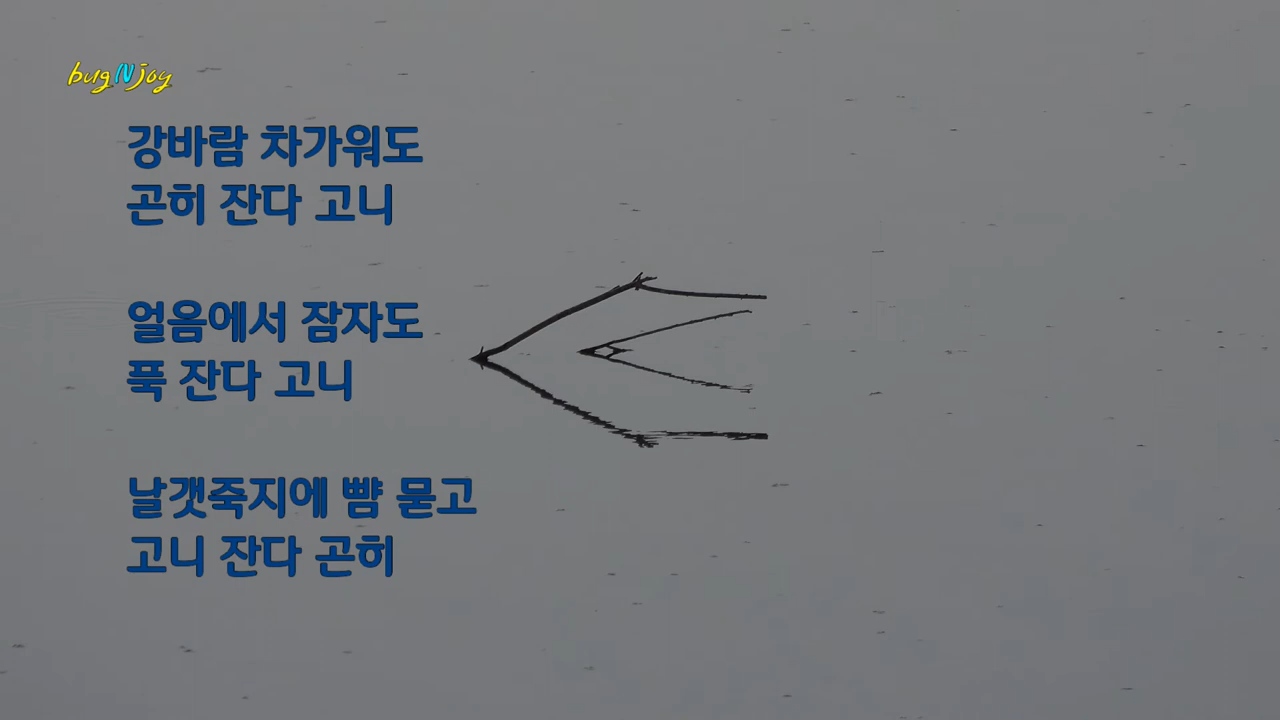 bugNjoy
강바람 차가워도
곤히 잔다 고니
얼음에서 잠자도
푹 잔다 고니
날갯죽지에 뺨 묻고
고니 잔다 곤히